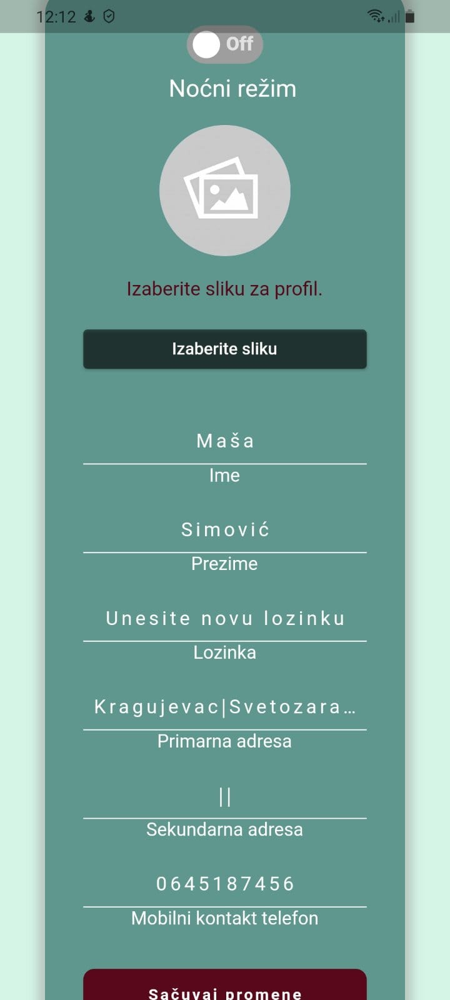 12:12
Off
Noćni režim
Izaberite sliku za profil.
Izaberite sliku
Maša
Ime
Simović
Prezime
Unesite novu lozinku
Lozinka
Kragujevac|Svetozara...
Primarna adresa
||
Sekundarna adresa
0645187456
Mobilni kontakt telefon
Sačuvaj promene